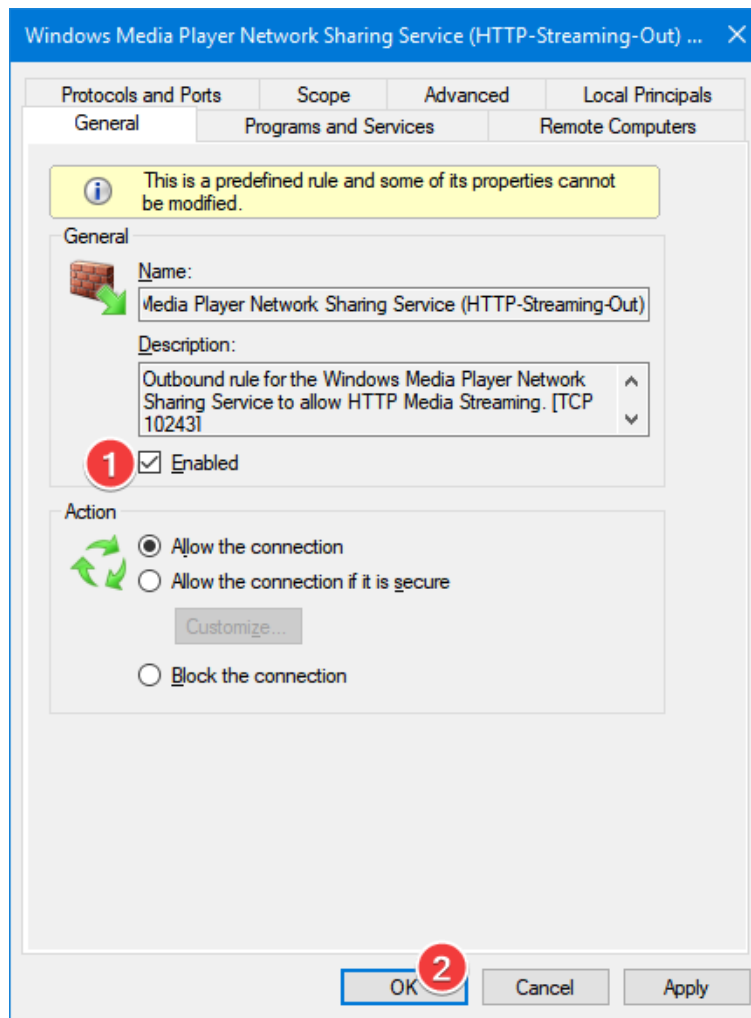 Windows Media Player Network Sharing Service (HTTP-Streaming-Out) ...
Protocols and Ports Scope Advanced Local Principals
General Programs and Services Remote Computers
This is a predefined rule and some of its properties cannot
be modified.
General
Name:
Media Player Network Sharing Service (HTTP-Streaming-Out)
Description:
Outbound rule for the Windows Media Player Network
Sharing Service to allow HTTP Media Streaming. [TCP
10243]
1 Enabled
Action
Allow the connection
Allow the connection if it is secure
Customize...
Block the connection
2
OK Cancel Apply